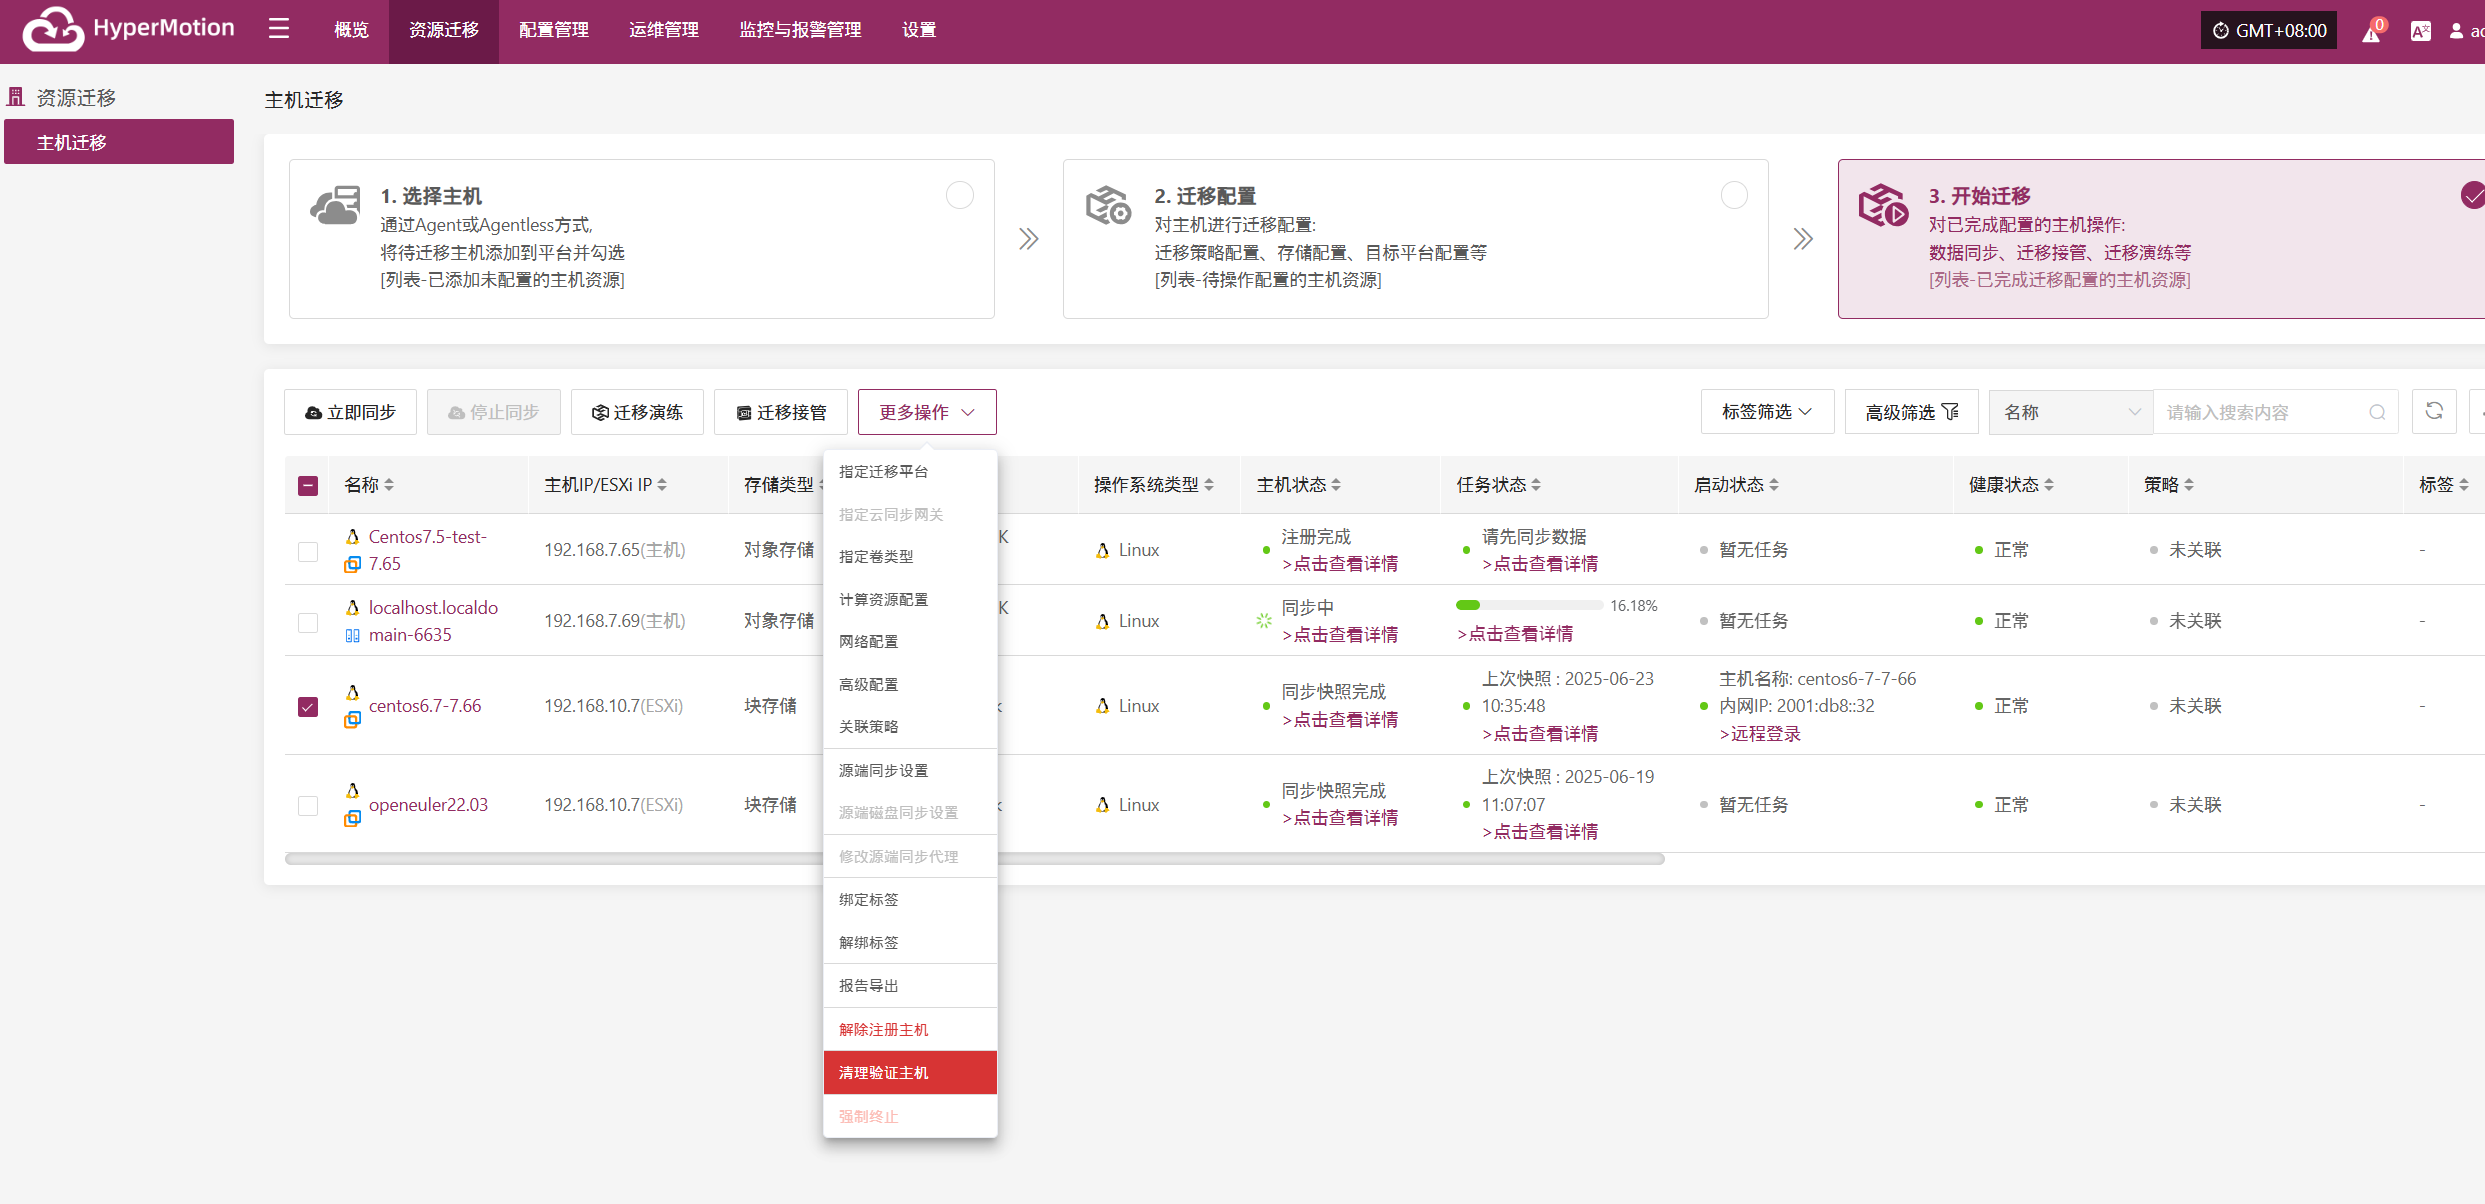 HyperMotion
概览
资源迁移
配置管理
运维管理
监控与报警管理
设置
GMT+08:00
0
资源迁移
主机迁移
主机迁移
1. 选择主机
通过Agent或Agentless方式,
将待迁移主机添加到平台并勾选
[列表-已添加未配置的主机资源]
2. 迁移配置
对主机进行迁移配置:
迁移策略配置、存储配置、目标平台配置等
[列表-待操作配置的主机资源]
3. 开始迁移
对已完成配置的主机操作:
数据同步、迁移接管、迁移演练等
[列表-已完成迁移配置的主机资源]
立即同步
停止同步
迁移演练
迁移接管
更多操作
标签筛选
高级筛选
名称
请输入搜索内容
名称
主机IP/ESXi IP
存储类型
操作系统类型
主机状态
任务状态
启动状态
健康状态
策略
标签
Centos7.5-test-
7.65
192.168.7.65(主机)
对象存储
K
Linux
注册完成
>点击查看详情
请先同步数据
>点击查看详情
暂无任务
正常
未关联
-
localhost.localdo
main-6635
192.168.7.69(主机)
对象存储
K
Linux
同步中
>点击查看详情
16.18%
>点击查看详情
暂无任务
正常
未关联
-
centos6.7-7.66
192.168.10.7(ESXi)
块存储
Linux
同步快照完成
>点击查看详情
上次快照 : 2025-06-23
10:35:48
>点击查看详情
主机名称: centos6-7-7-66
内网IP: 2001:db8::32
>远程登录
正常
未关联
-
openeuler22.03
192.168.10.7(ESXi)
块存储
Linux
同步快照完成
>点击查看详情
上次快照 : 2025-06-19
11:07:07
>点击查看详情
暂无任务
正常
未关联
-
指定迁移平台
指定云同步网关
指定卷类型
计算资源配置
网络配置
高级配置
关联策略
源端同步设置
源端磁盘同步设置
修改源端同步代理
绑定标签
解绑标签
报告导出
解除注册主机
清理验证主机
强制终止